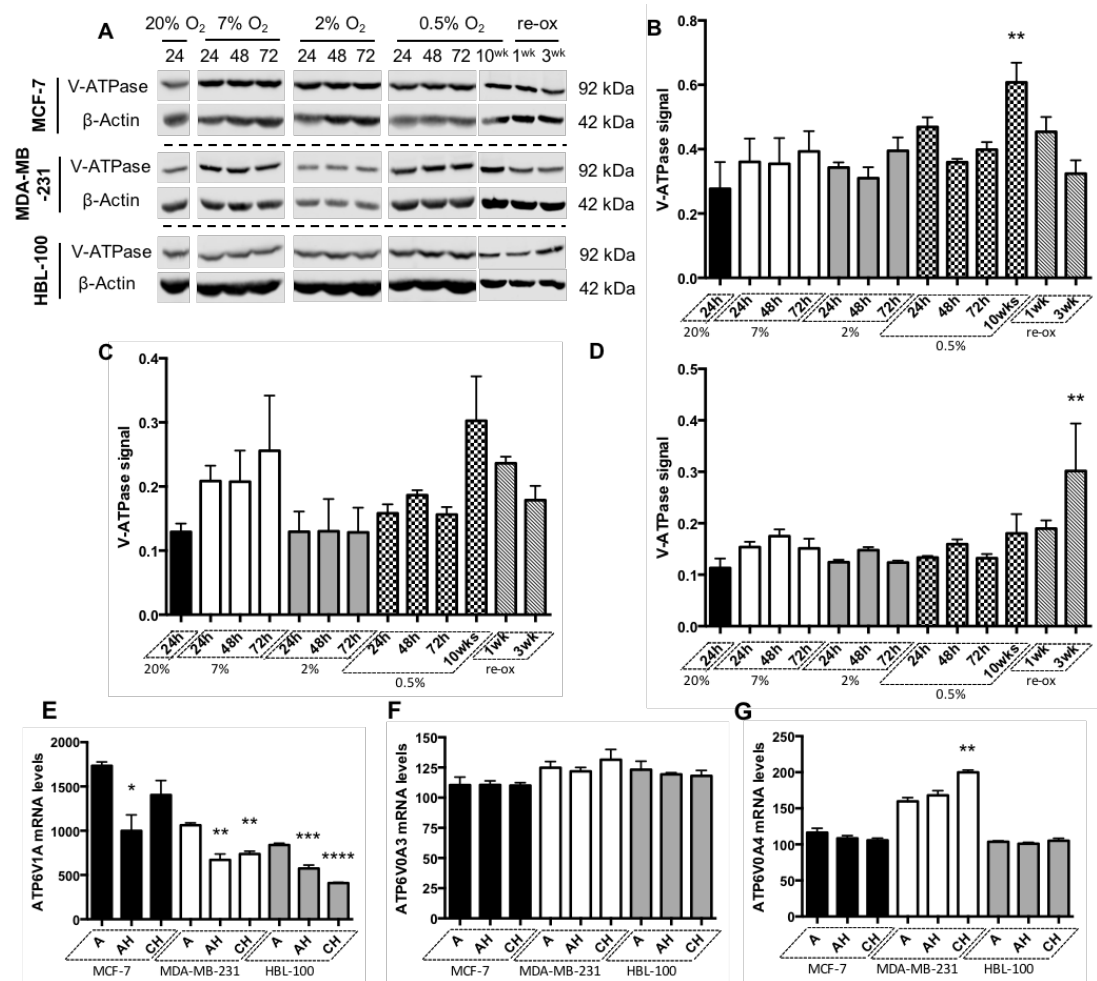 A
20% O2 7% O2 2% O2 0.5% O2 re-ox
24 24 48 72 24 48 72 24 48 72 10wk 1wk 3wk
MCF-7
V-ATPase 92 kDa
β-Actin 42 kDa
MDA-MB
-231
V-ATPase 92 kDa
β-Actin 42 kDa
HBL-100
V-ATPase 92 kDa
β-Actin 42 kDa
B
V-ATPase signal
0.8
0.6
0.4
0.2
0.0
**
24h 24h 48h 72h 24h 48h 72h 24h 48h 72h 10wks 1wk 3wk
20% 7% 2% 0.5% re-ox
C
V-ATPase signal
0.4
0.3
0.2
0.1
0.0
24h 24h 48h 72h 24h 48h 72h 24h 48h 72h 10wks 1wk 3wk
20% 7% 2% 0.5% re-ox
D
V-ATPase signal
0.5
0.4
0.3
0.2
0.1
0.0
**
24h 24h 48h 72h 24h 48h 72h 24h 48h 72h 10wks 1wk 3wk
20% 7% 2% 0.5% re-ox
E
ATP6V1A mRNA levels
2000
1500
1000
500
0
* ** ** *** ****
A AH CH A AH CH A AH CH
MCF-7 MDA-MB-231 HBL-100
F
ATP6V0A3 mRNA levels
150
125
100
75
50
25
0
A AH CH A AH CH A AH CH
MCF-7 MDA-MB-231 HBL-100
G
ATP6V0A4 mRNA levels
250
200
150
100
50
0
**
A AH CH A AH CH A AH CH
MCF-7 MDA-MB-231 HBL-100